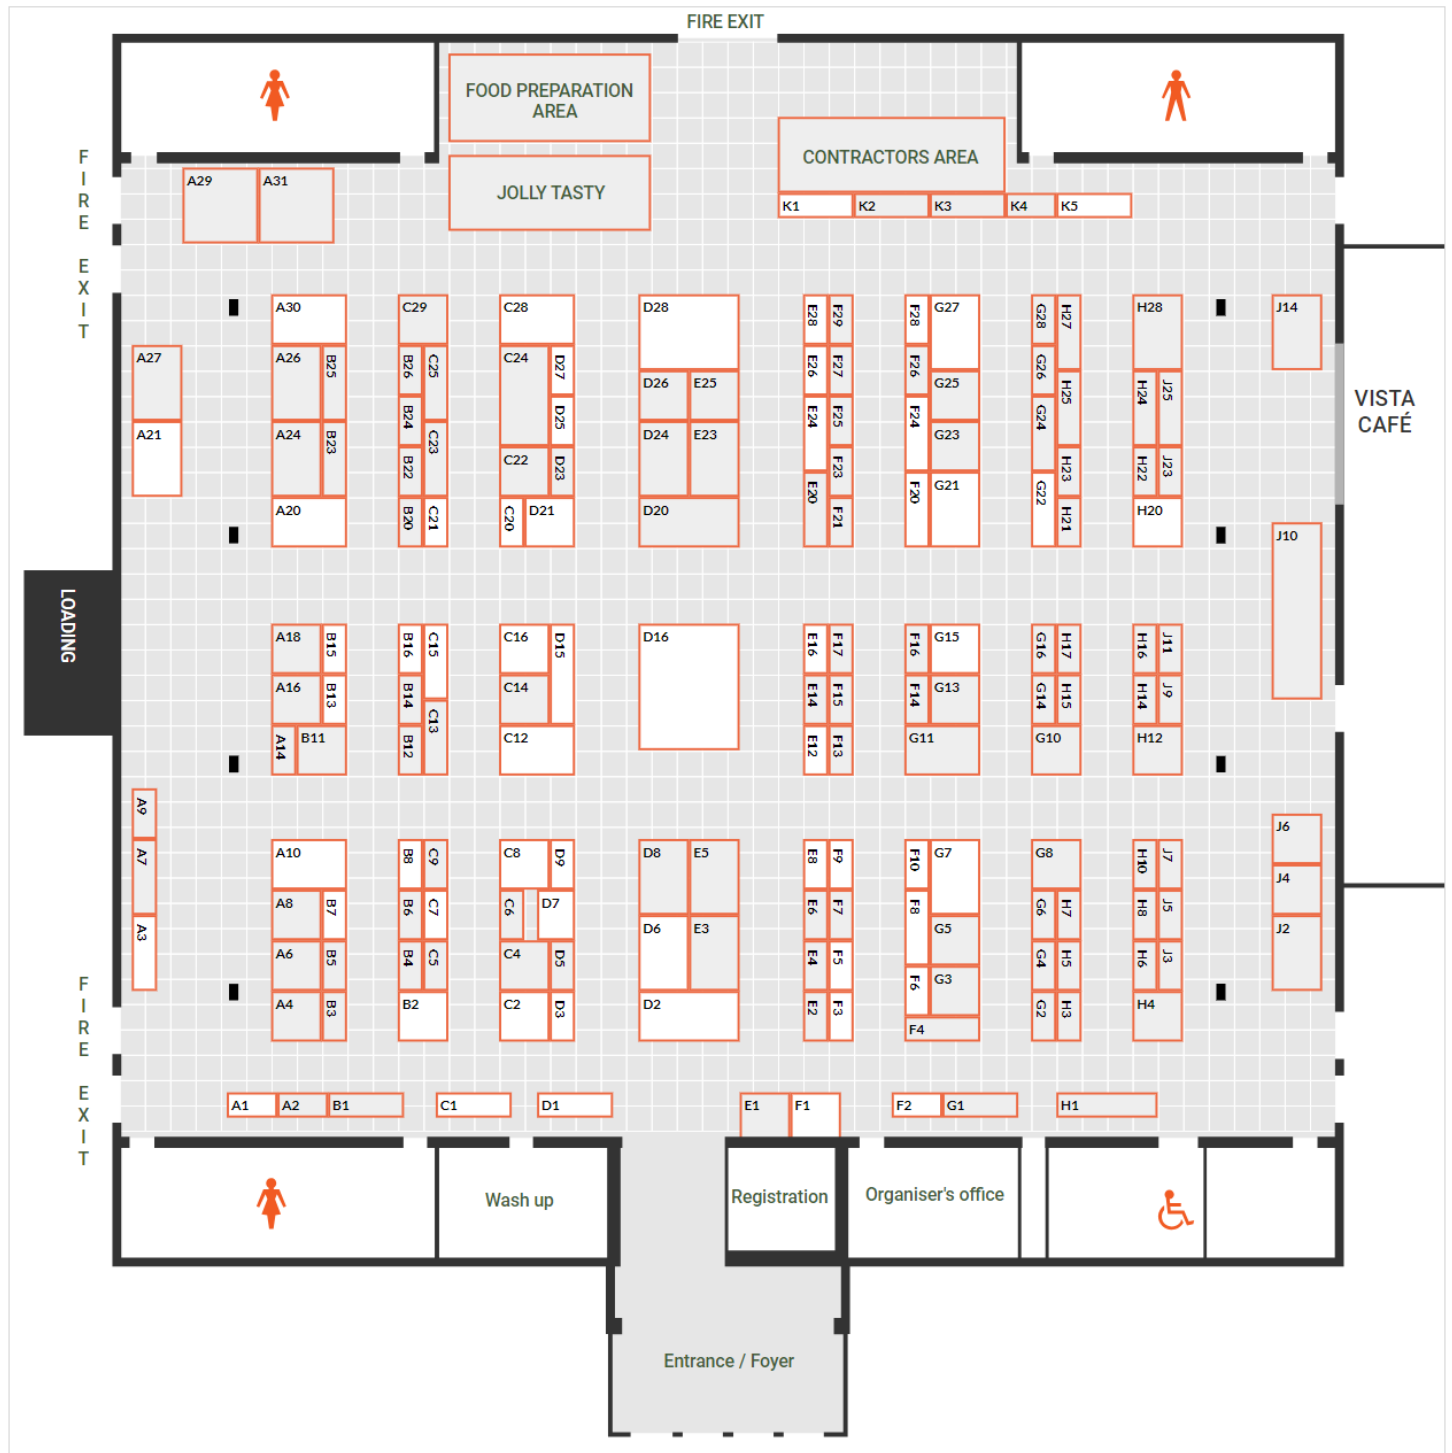 FIRE EXIT
FOOD PREPARATION
AREA
CONTRACTORS AREA
JOLLY TASTY
FIRE EXIT
A29 A31
K1 K2 K3 K4 K5
A30 C29 C28 D28 E28 F29 F28 G27 G28 H27 H28 J14
A27 A26 B25 B26 C25 C24 D27 E26 F27 F26 G26
D26 E25 G25 H25 H24 J25
B24 D25 E24 F25 F24 G24
VISTA
CAFÉ
A21 A24 B23 C23 D24 E23 G23
B22 C22 D23 F23 H23 H22 J23
E20 F20 G21 G22
A20 B20 C21 C20 D21 D20 F21 H21 H20
J10
LOADING
A18 B15 B16 C15 C16 D15 D16 E16 F17 F16 G15 G16 H17 H16 J11
A16 B13 B14 C14 E14 F15 F14 G13 G14 H15 H14 J9
C13
A14 B11 B12 C12 E12 F13 G11 G10 H12
A9
J6
A7 A10 B8 C9 C8 D9 D8 E5 E8 F9 F10 G7 G8 H10 J7
J4
A8 B7 B6 C7 C6 D7 E6 F7 F8 G6 H7 H8 J5
A3 D6 E3 G5 J2
A6 B5 B4 C5 C4 D5 E4 F5 G4 H5 H6 J3
F6 G3
A4 B3 B2 C2 D3 D2 E2 F3 G2 H3 H4
F4
FIRE EXIT
A1 A2 B1 C1 D1 E1 F1 F2 G1 H1
Wash up
Registration
Organiser's office
Entrance / Foyer